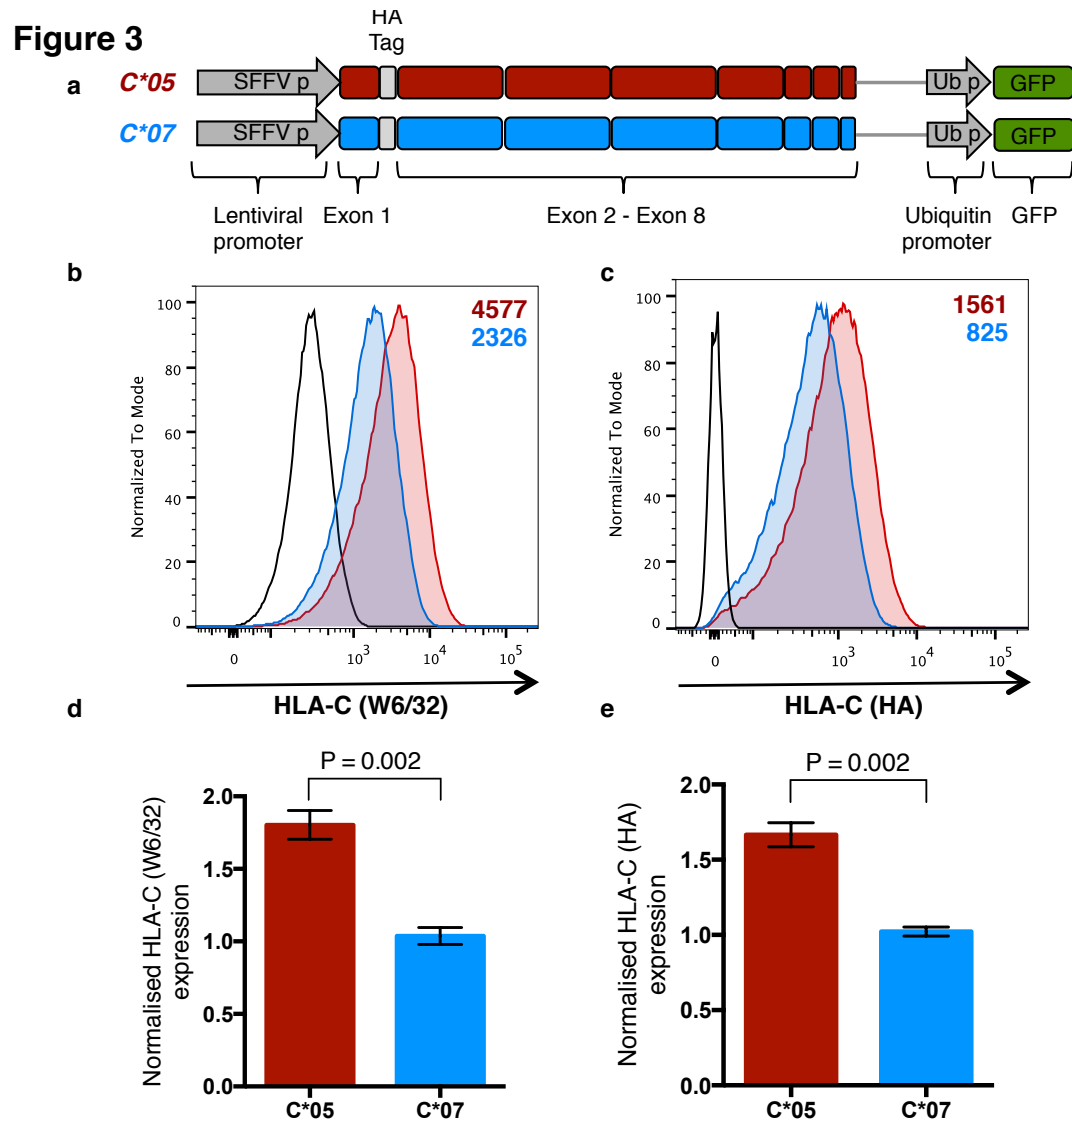 Figure 3
HA
Tag
a
C*05 SFFV p Ub p GFP
C*07 SFFV p Ub p GFP
Lentiviral promoter
Exon 1
Exon 2 - Exon 8
Ubiquitin promoter
GFP
b
4577
2326
Normalized To Mode
100
80
60
40
20
0
0 10³ 10⁴ 10⁵
HLA-C (W6/32)
c
1561
825
Normalized To Mode
100
80
60
40
20
0
0 10³ 10⁴ 10⁵
HLA-C (HA)
d
P = 0.002
Normalised HLA-C (W6/32)
expression
2.0
1.5
1.0
0.5
0.0
C*05 C*07
e
P = 0.002
Normalised HLA-C (HA)
expression
2.0
1.5
1.0
0.5
0.0
C*05 C*07